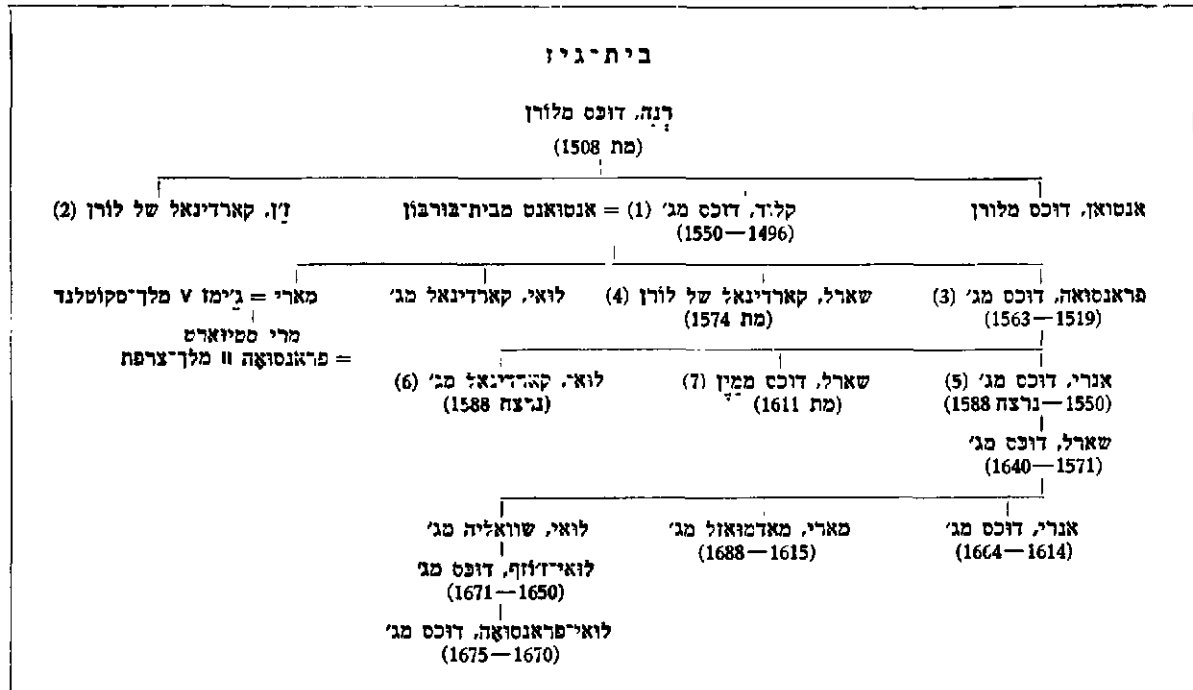 בית־גיז
רֶנֶה, דוכס מלורן
(מת 1508)
אנטואן, דוכס מלורן
קלוד, דוכס מג׳ (1) = אנטואנט מבית־בורבון
(1550—1496)
ז׳ן, קארדינאל של לורן (2)
פראנסואה, דוכס מג׳ (3)
(1563—1519)
שארל, קארדינאל של לורן (4)
(מת 1574)
לואי, קארדינאל מג׳
מארי = ג׳ימז V מלך־סקוטלנד
מרי סטיוארט
= פראנסואה II מלך־צרפת
אנרי, דוכס מג׳ (5)
(1550—נרצח 1588)
שארל, דוכס ממין (7)
(מת 1611)
לואי, קארדינאל מג׳ (6)
(נרצח 1588)
שארל, דוכס מג׳
(1640—1571)
אנרי, דוכס מג׳
(1664—1614)
מארי, מאדמואזל מג׳
(1688—1615)
לואי, שוואליה מג׳
לואי־ז׳וזף, דוכס מג׳
(1671—1650)
לואי־פראנסואה, דוכס מג׳
(1675—1670)